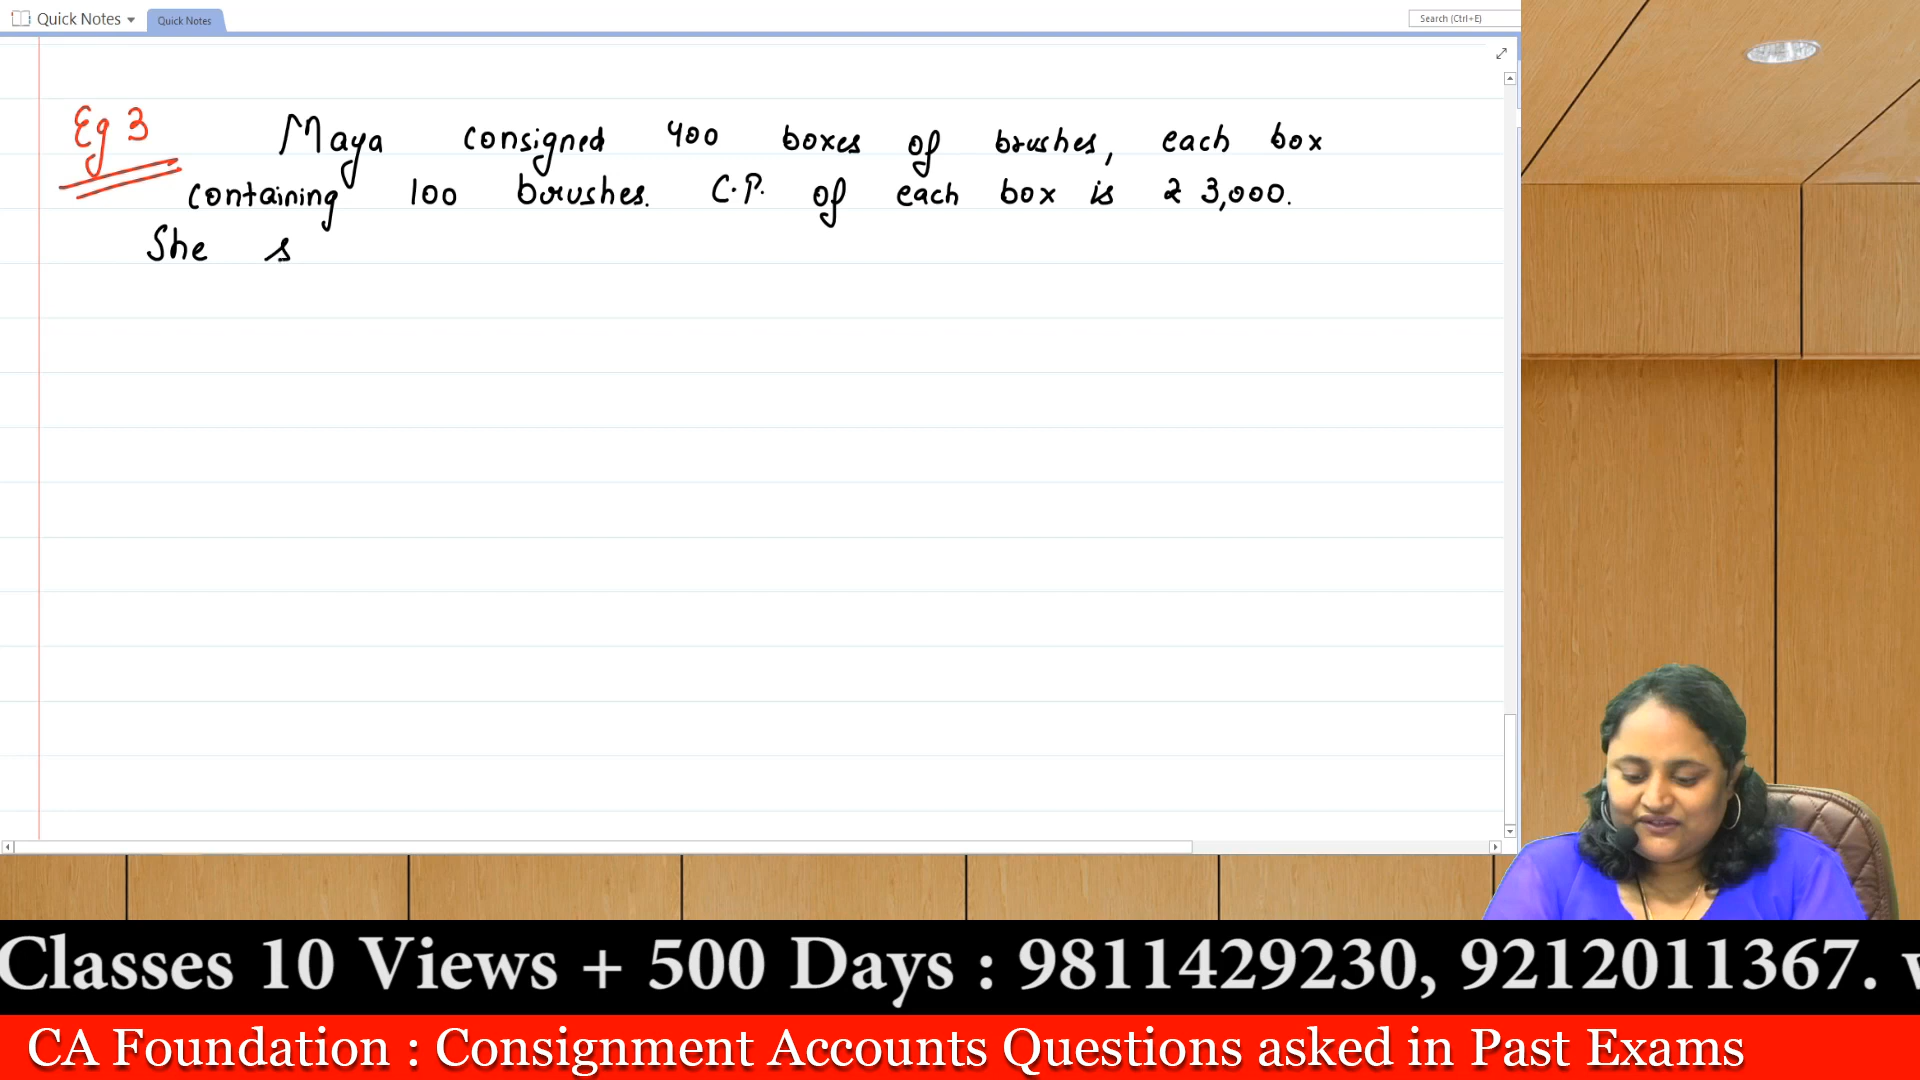 Quick Notes
Quick Notes
Search (Ctrl+E)
Eg 3 Maya consigned 400 boxes of brushes, each box
containing 100 brushes. C.P. of each box is ₹ 3,000.
She s
Classes 10 Views + 500 Days : 9811429230, 9212011367. w
CA Foundation : Consignment Accounts Questions asked in Past Exams